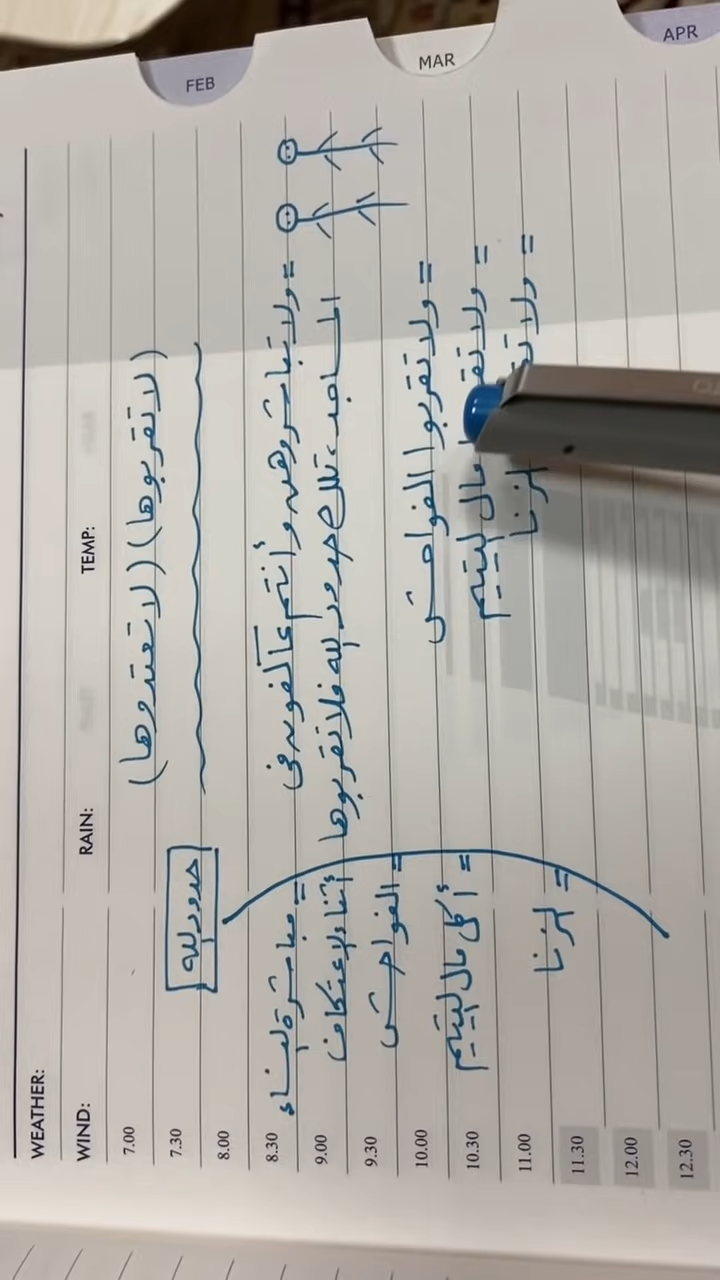 FEB
MAR
APR
WEATHER:
WIND:
RAIN:
TEMP:
7.00
7.30
8.00
8.30
9.00
9.30
10.00
10.30
11.00
11.30
12.00
12.30
(لا تعتدوها) (لا تقربوها)
حدود الله
= مباشرة النساء
أثناء الإعتكاف
= الفواحش
= أكل مال اليتيم
= الزنا
= ولا تباشروهن وأنتم عاكفون في
المساجد، تلك حدود الله فلا تقربوها
= ولا تقربوا الفواحش
= ولا مال اليتيم
= ولا الزنا